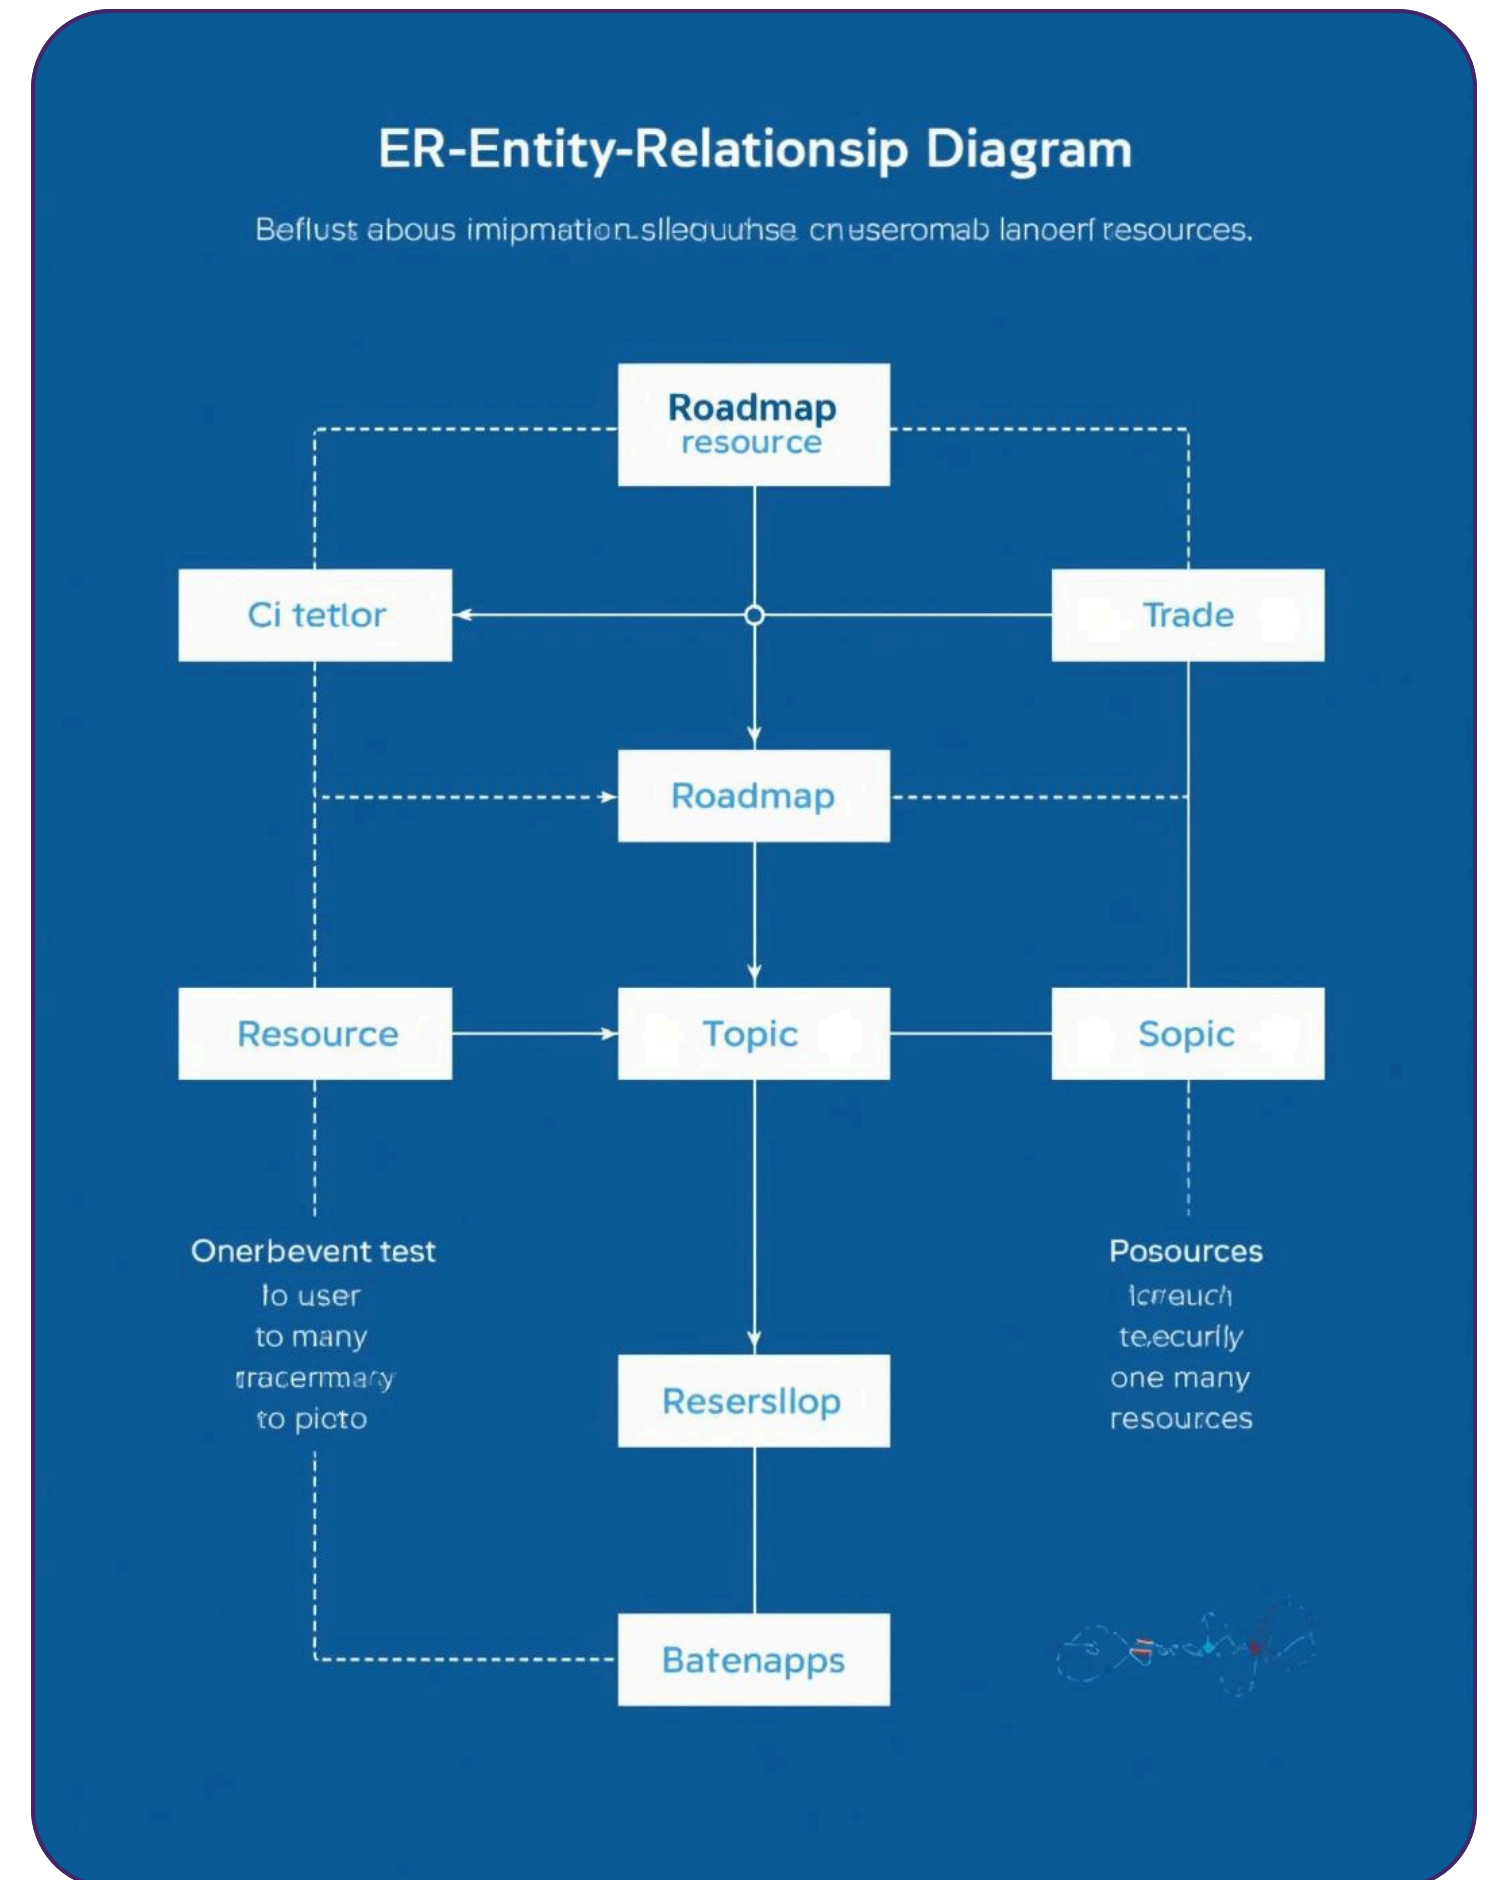 ER-Entity-Relationsip Diagram
Beflust abous imipmation cnuseromab lanoerf resources.
Roadmap
resource
Ci tetlor
Trade
Roadmap
Resource
Topic
Sopic
Onerbevent test
lo user
to many
to picto
Posources
one many
resources
Resersllop
Batenapps